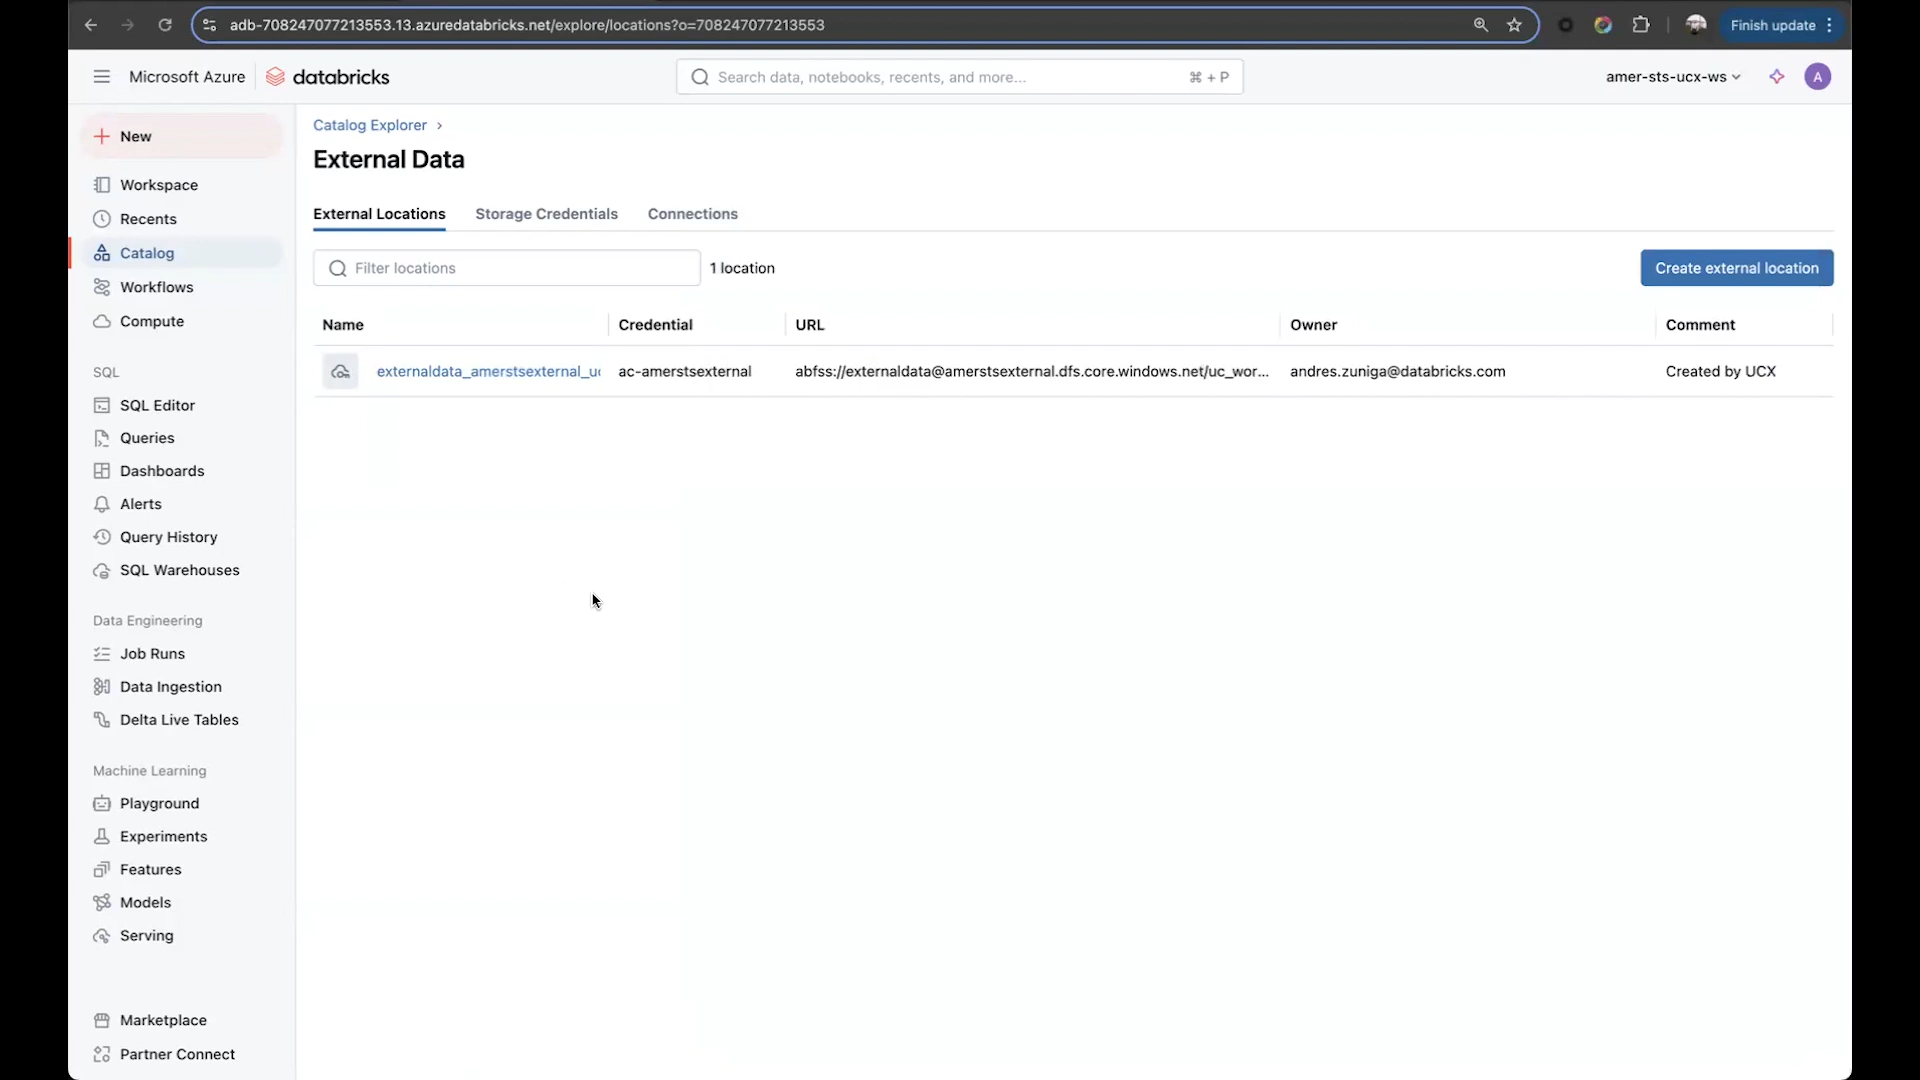 adb-708247077213553.13.azuredatabricks.net/explore/locations?o=708247077213553
Finish update
Microsoft Azure
databricks
Search data, notebooks, recents, and more...
⌘ + P
amer-sts-ucx-ws
A
New
Workspace
Recents
Catalog
Workflows
Compute
SQL
SQL Editor
Queries
Dashboards
Alerts
Query History
SQL Warehouses
Data Engineering
Job Runs
Data Ingestion
Delta Live Tables
Machine Learning
Playground
Experiments
Features
Models
Serving
Marketplace
Partner Connect
Catalog Explorer ›
External Data
External Locations Storage Credentials Connections
Filter locations
1 location
Create external location
Name Credential URL Owner Comment
externaldata_amerstsexternal_uc ac-amerstsexternal abfss://externaldata@amerstsexternal.dfs.core.windows.net/uc_wor... andres.zuniga@databricks.com Created by UCX